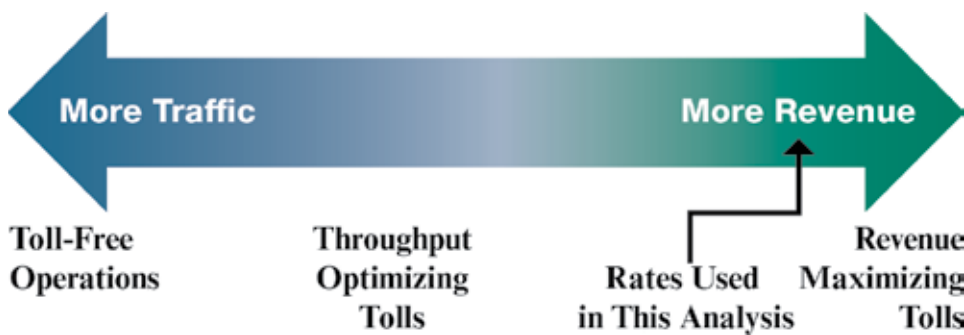 More Traffic
More Revenue
Toll-Free
Operations
Throughput
Optimizing
Tolls
Rates Used
in This Analysis
Revenue
Maximizing
Tolls